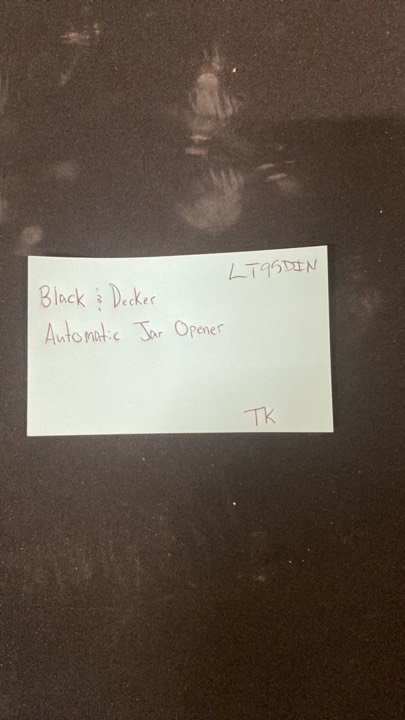 LT95DIN
Black & Decker
Automatic Jar Opener
TK